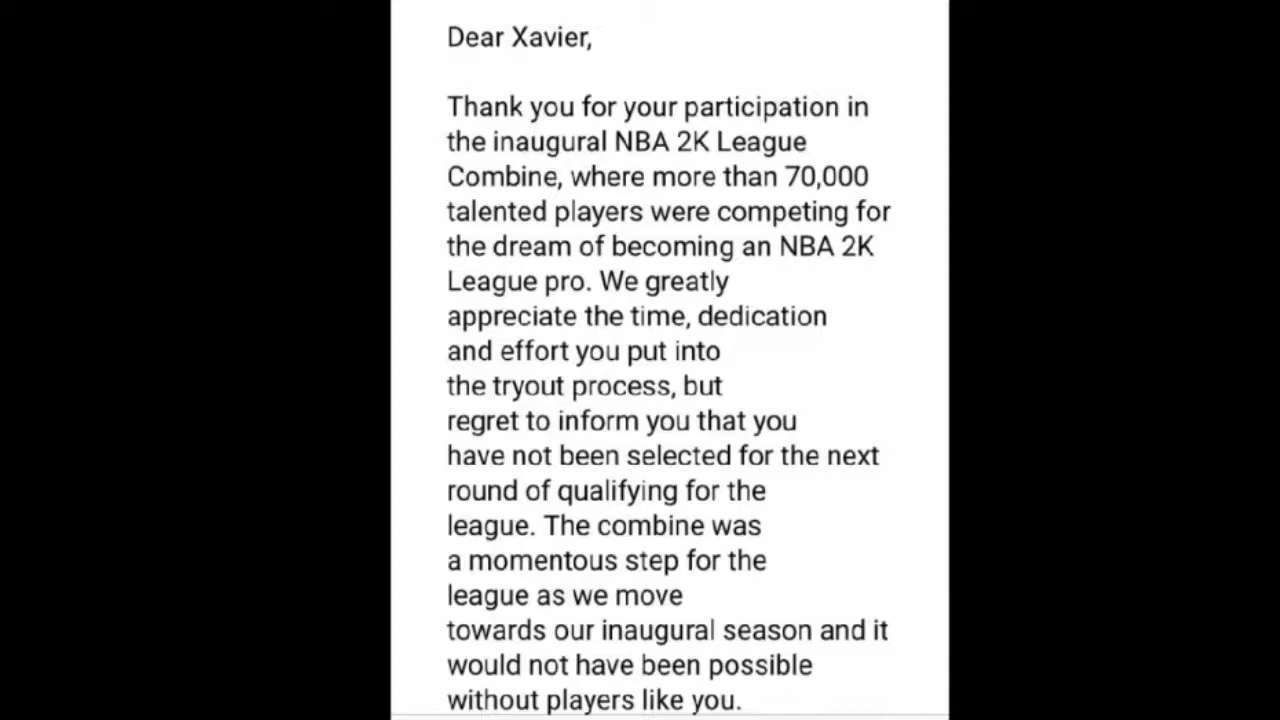 Dear Xavier,
Thank you for your participation in
the inaugural NBA 2K League
Combine, where more than 70,000
talented players were competing for
the dream of becoming an NBA 2K
League pro. We greatly
appreciate the time, dedication
and effort you put into
the tryout process, but
regret to inform you that you
have not been selected for the next
round of qualifying for the
league. The combine was
a momentous step for the
league as we move
towards our inaugural season and it
would not have been possible
without players like you.